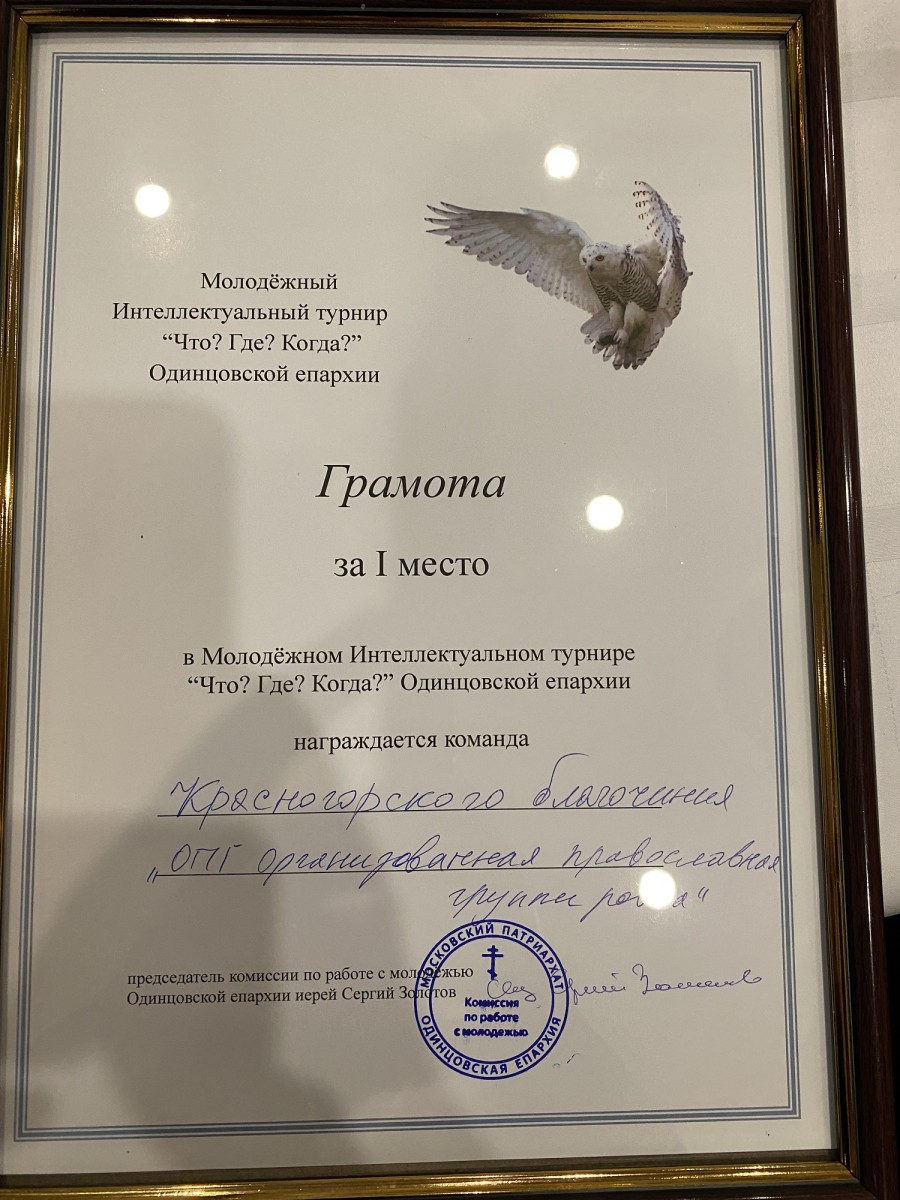 Молодёжный
Интеллектуальный турнир
“Что? Где? Когда?”
Одинцовской епархии
Грамота
за I место
в Молодёжном Интеллектуальном турнире
“Что? Где? Когда?” Одинцовской епархии
награждается команда
Красногорского благочиния
„ОПГ организованная православная
группа
председатель комиссии по работе с молодежью
Одинцовской епархии иерей Сергий Золотов
МОСКОВСКИЙ ПАТРИАРХАТ
Комиссия
по работе
с молодежью
ОДИНЦОВСКАЯ ЕПАРХИЯ